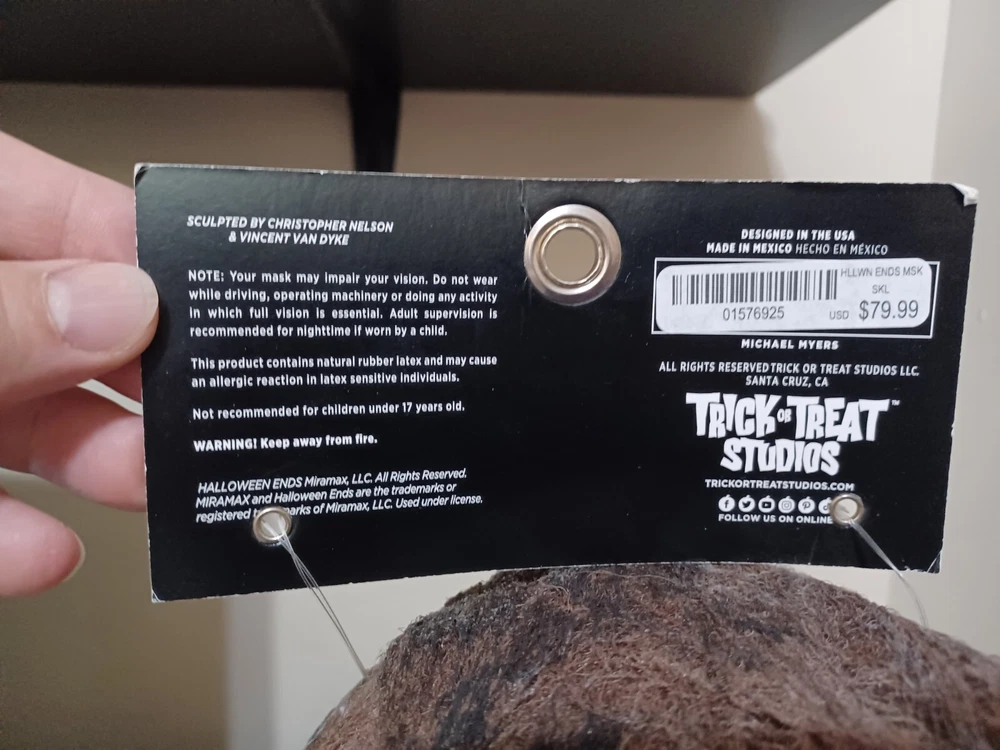 SCULPTED BY CHRISTOPHER NELSON
& VINCENT VAN DYKE
NOTE: Your mask may impair your vision. Do not wear
while driving, operating machinery or doing any activity
in which full vision is essential. Adult supervision is
recommended for nighttime if worn by a child.
This product contains natural rubber latex and may cause
an allergic reaction in latex sensitive individuals.
Not recommended for children under 17 years old.
WARNING! Keep away from fire.
HALLOWEEN ENDS Miramax, LLC. All Rights Reserved.
MIRAMAX and Halloween Ends are the trademarks or
registered t arks of Miramax, LLC. Used under license.
DESIGNED IN THE USA
MADE IN MEXICO HECHO EN MÉXICO
HLLWN ENDS MSK
SKL
01576925
USD $79.99
MICHAEL MYERS
ALL RIGHTS RESERVED TRICK OR TREAT STUDIOS LLC.
SANTA CRUZ, CA
TRICK OR TREAT™
STUDIOS
TRICKORTREATSTUDIOS.COM
FOLLOW US ON ONLINE